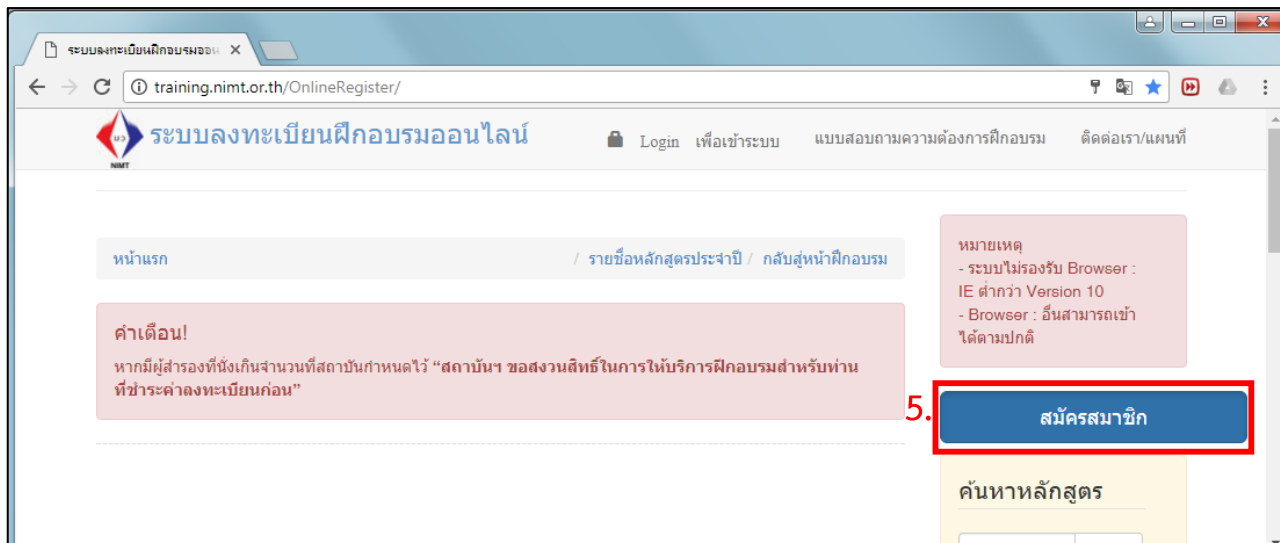 ระบบลงทะเบียนฝึกอบรมออน
training.nimt.or.th/OnlineRegister/
มว
NIMT
ระบบลงทะเบียนฝึกอบรมออนไลน์
Login เพื่อเข้าระบบ
แบบสอบถามความต้องการฝึกอบรม
ติดต่อเรา/แผนที่
หน้าแรก
/ รายชื่อหลักสูตรประจำปี / กลับสู่หน้าฝึกอบรม
คำเตือน!
หากมีผู้สำรองที่นั่งเกินจำนวนที่สถาบันกำหนดไว้ “สถาบันฯ ขอสงวนสิทธิ์ในการให้บริการฝึกอบรมสำหรับท่าน
ที่ชำระค่าลงทะเบียนก่อน”
หมายเหตุ
- ระบบไม่รองรับ Browser :
IE ต่ำกว่า Version 10
- Browser : อื่นสามารถเข้า
ได้ตามปกติ
5.
สมัครสมาชิก
ค้นหาหลักสูตร